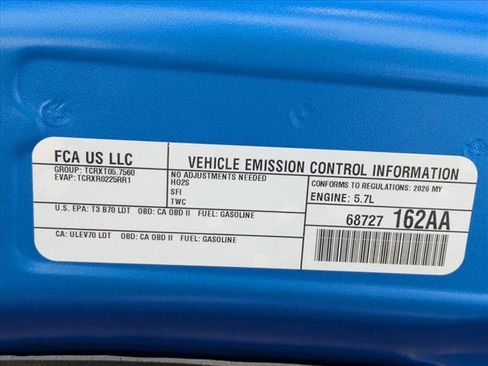 FCA US LLC
GROUP: TCRXT05.7560
EVAP: TCRXR0225RR1
VEHICLE EMISSION CONTROL INFORMATION
NO ADJUSTMENTS NEEDED
HO2S
SFI
TWC
CONFORMS TO REGULATIONS: 2026 MY
ENGINE: 5.7L
U.S. EPA: T3 B70 LDT OBD: CA OBD II FUEL: GASOLINE
CA: ULEV70 LDT OBD: CA OBD II FUEL: GASOLINE
68727 162AA